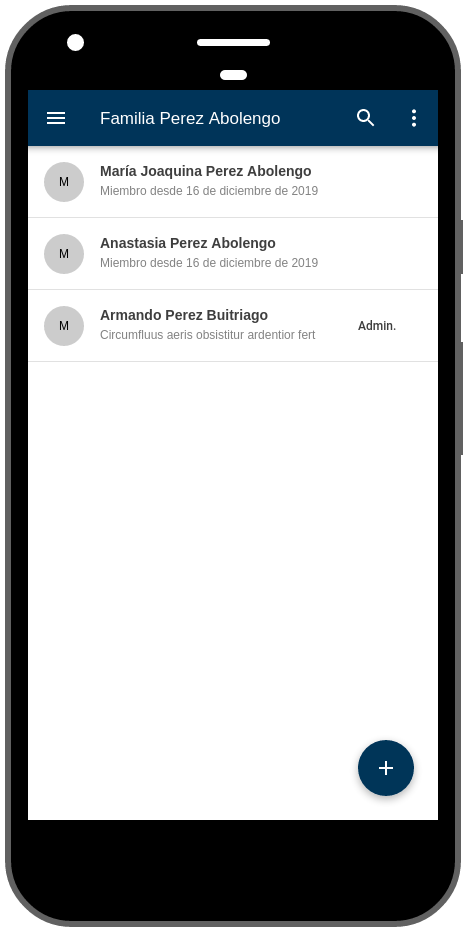 Familia Perez Abolengo
M
María Joaquina Perez Abolengo
Miembro desde 16 de diciembre de 2019
M
Anastasia Perez Abolengo
Miembro desde 16 de diciembre de 2019
M
Armando Perez Buitriago
Circumfluus aeris obsistitur ardentior fert
Admin.